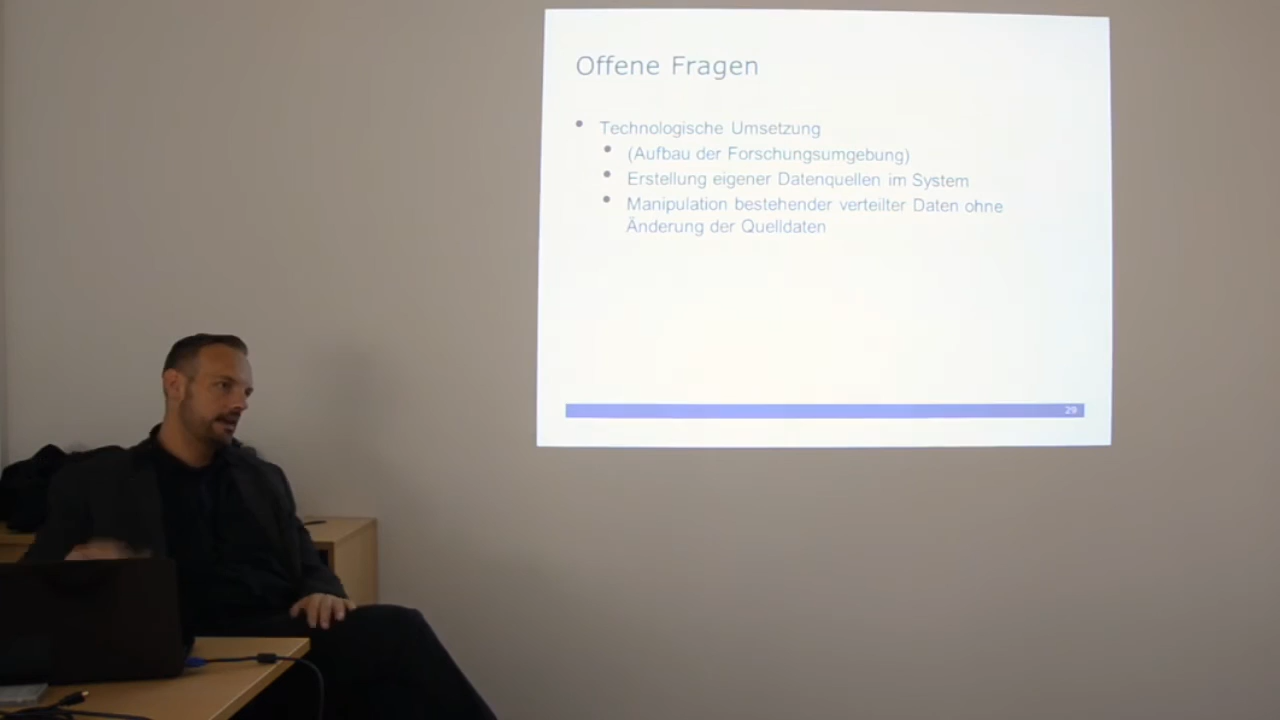 Offene Fragen
• Technologische Umsetzung
• (Aufbau der Forschungsumgebung)
• Erstellung eigener Datenquellen im System
• Manipulation bestehender verteilter Daten ohne
Änderung der Quelldaten
29